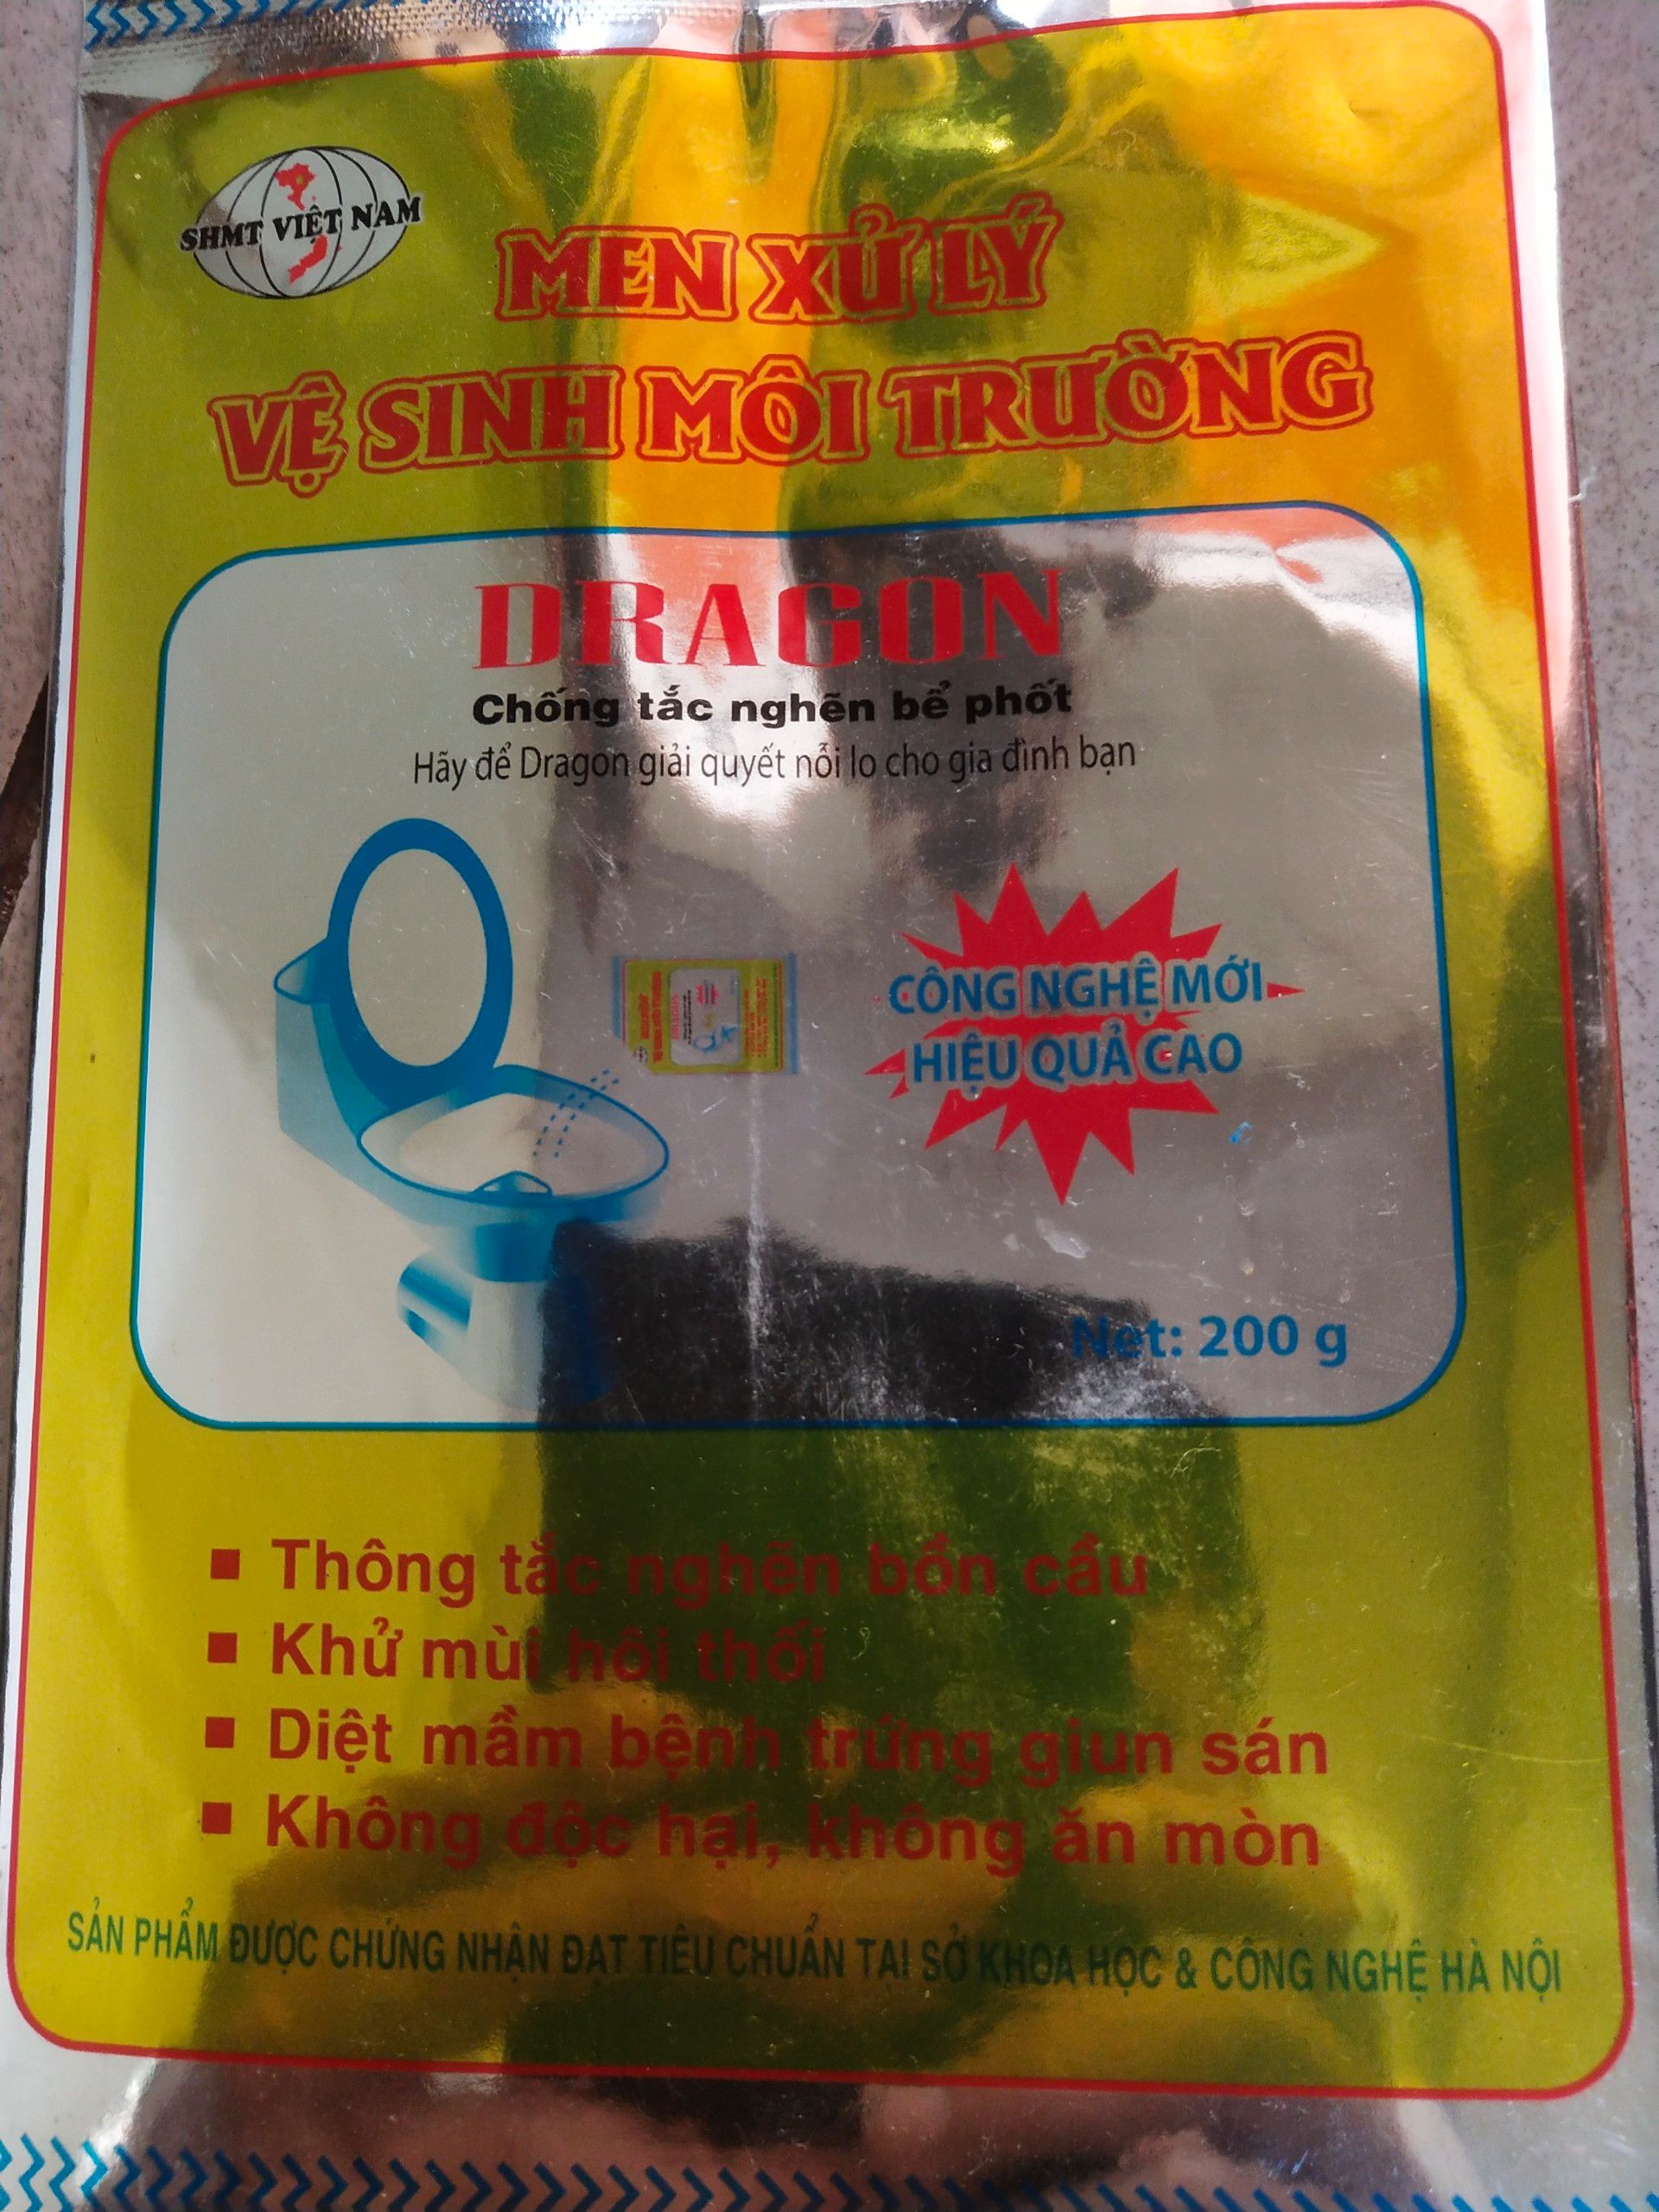 SHMT VIỆT NAM
MEN XỬ LÝ
VỆ SINH MÔI TRƯỜNG
DRAGON
Chống tắc nghẽn bể phốt
Hãy để Dragon giải quyết nỗi lo cho gia đình bạn
CÔNG NGHỆ MỚI
HIỆU QUẢ CAO
Net: 200 g
▪ Thông tắc nghẽn bồn cầu
▪ Khử mùi hôi thối
▪ Diệt mầm bệnh trứng giun sán
▪ Không độc hại, không ăn mòn
SẢN PHẨM ĐƯỢC CHỨNG NHẬN ĐẠT TIÊU CHUẨN TẠI SỞ KHOA HỌC & CÔNG NGHỆ HÀ NỘI